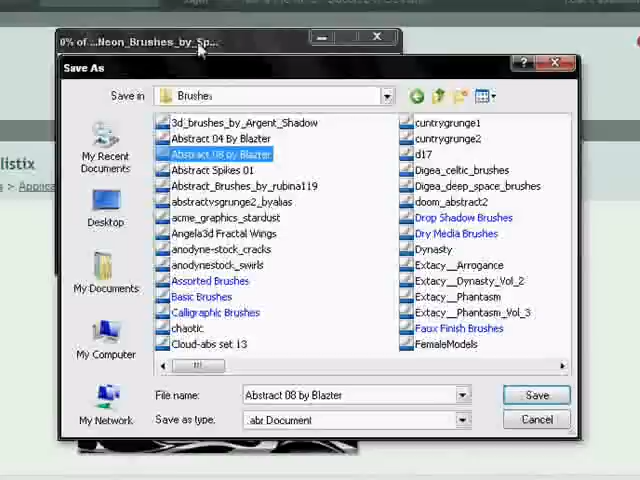 0% of ...Neon_Brushes_by_Sp...
Save As
Save in
Brushes
My Recent
Documents
Desktop
My Documents
My Computer
My Network
3d_brushes_by_Argent_Shadow
Abstract 04 By Blazter
Abstract 08 by Blazter
Abstract Spikes 01
Abstract_Brushes_by_rubina119
abstractvsgrunge2_byalias
acme_graphics_stardust
Angela3d Fractal Wings
anodyne-stock_cracks
anodynestock_swirls
Assorted Brushes
Basic Brushes
Calligraphic Brushes
chaotic
Cloud-abs set 13
cuntrygrunge1
cuntrygrunge2
d17
Digea_celtic_brushes
Digea_deep_space_brushes
doom_abstract2
Drop Shadow Brushes
Dry Media Brushes
Dynasty
Extacy__Arrogance
Extacy__Dynasty_Vol_2
Extacy__Phantasm
Extacy__Phantasm_Vol_3
Faux Finish Brushes
FemaleModels
File name:
Abstract 08 by Blazter
Save
Save as type:
.abr Document
Cancel
listix
> Applica